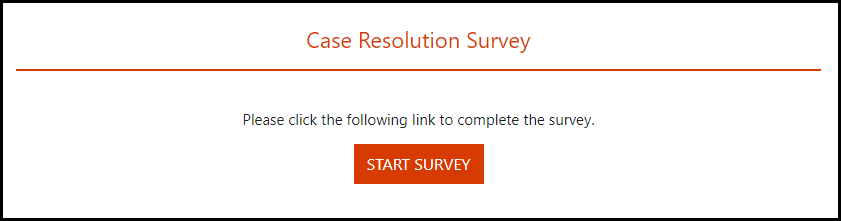 Case Resolution Survey
Please click the following link to complete the survey.
START SURVEY